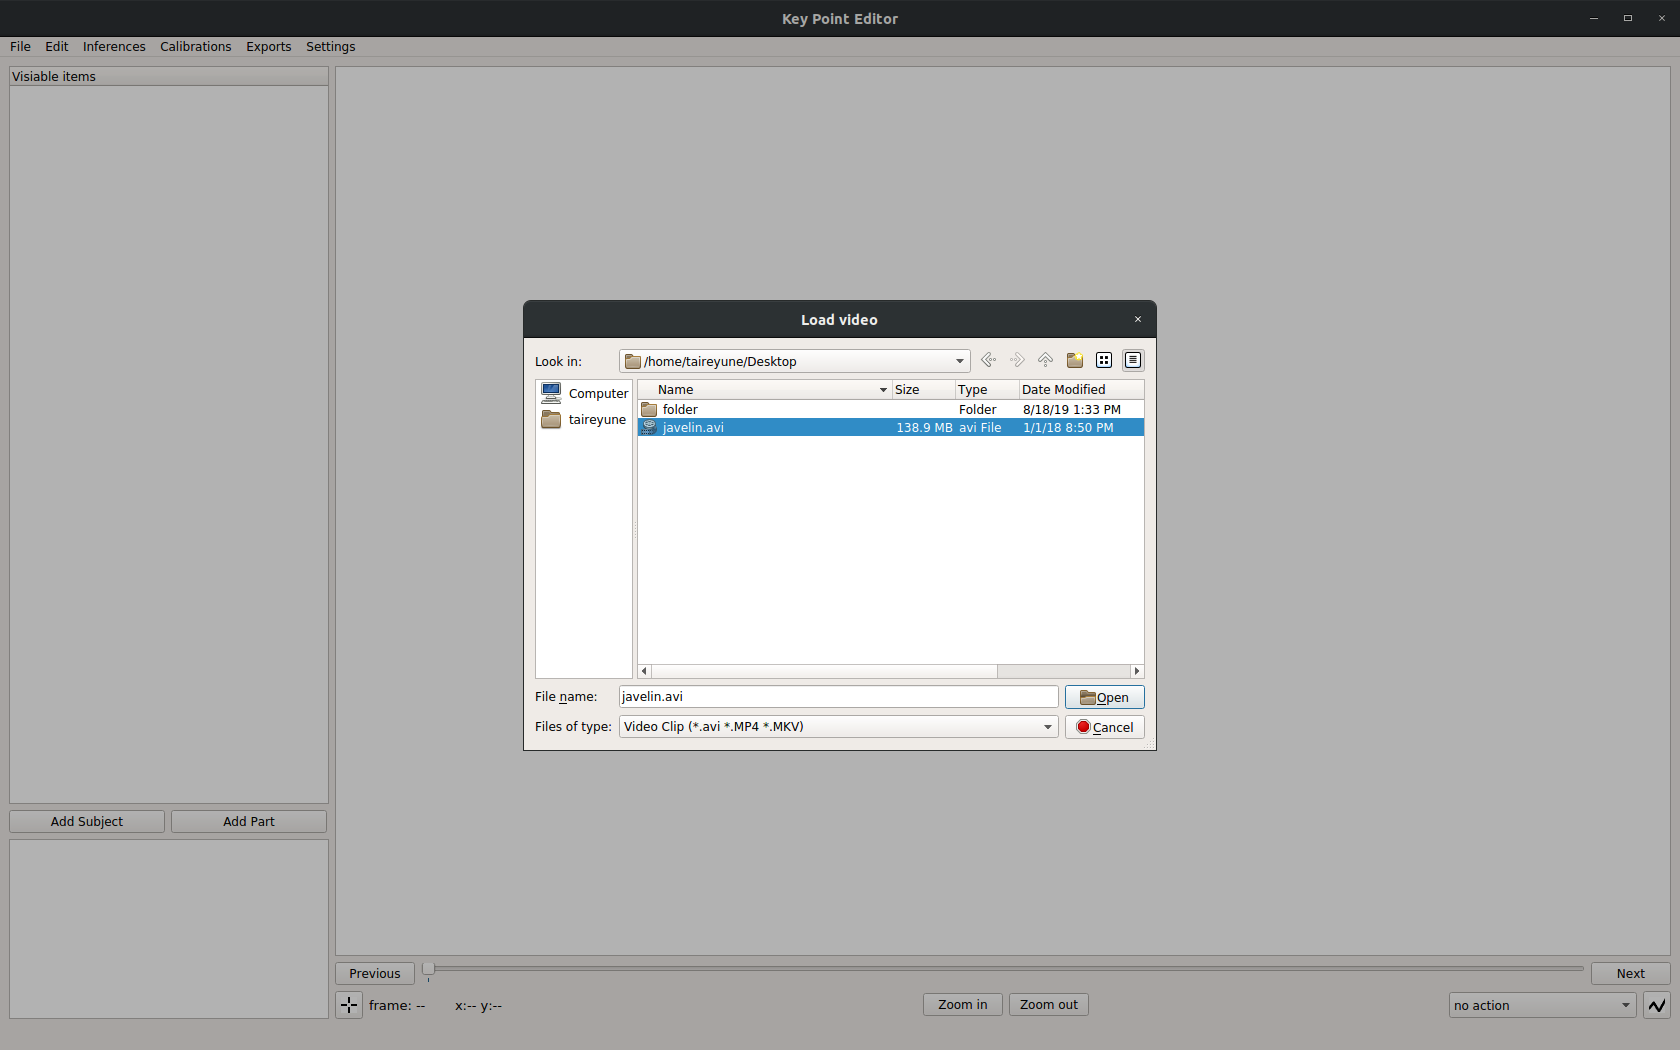 Key Point Editor
File Edit Inferences Calibrations Exports Settings
Visiable items
Load video
Look in: /home/taireyune/Desktop
Computer
taireyune
Name Size Type Date Modified
folder Folder 8/18/19 1:33 PM
javelin.avi 138.9 MB avi File 1/1/18 8:50 PM
File name: javelin.avi Open
Files of type: Video Clip (*.avi *.MP4 *.MKV) Cancel
Add Subject Add Part
Previous Next
frame: -- x:-- y:-- Zoom in Zoom out no action